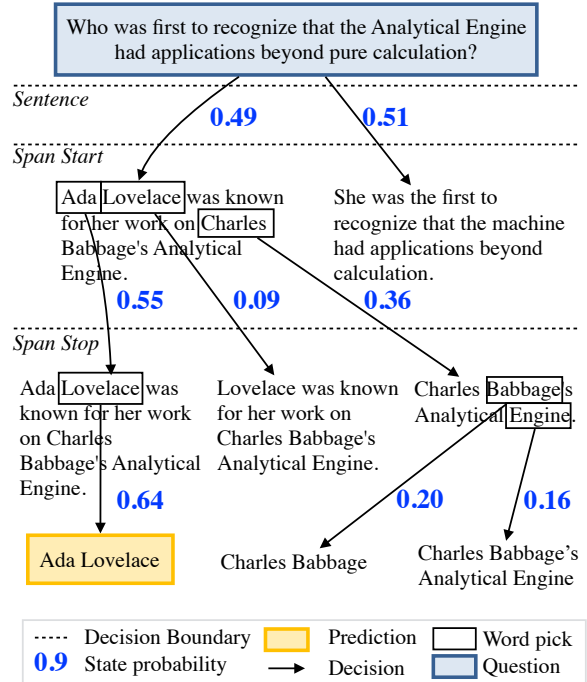 Who was first to recognize that the Analytical Engine
had applications beyond pure calculation?
Sentence
0.49
0.51
Span Start
Ada Lovelace was known
for her work on Charles
Babbage's Analytical
Engine.
She was the first to
recognize that the machine
had applications beyond
calculation.
0.55
0.09
0.36
Span Stop
Ada Lovelace was
known for her work
on Charles
Babbage's Analytical
Engine.
Lovelace was known
for her work on
Charles Babbage's
Analytical Engine.
Charles Babbage's
Analytical Engine.
0.64
0.20
0.16
Ada Lovelace
Charles Babbage
Charles Babbage’s
Analytical Engine
Decision Boundary
Prediction
Word pick
0.9 State probability
Decision
Question